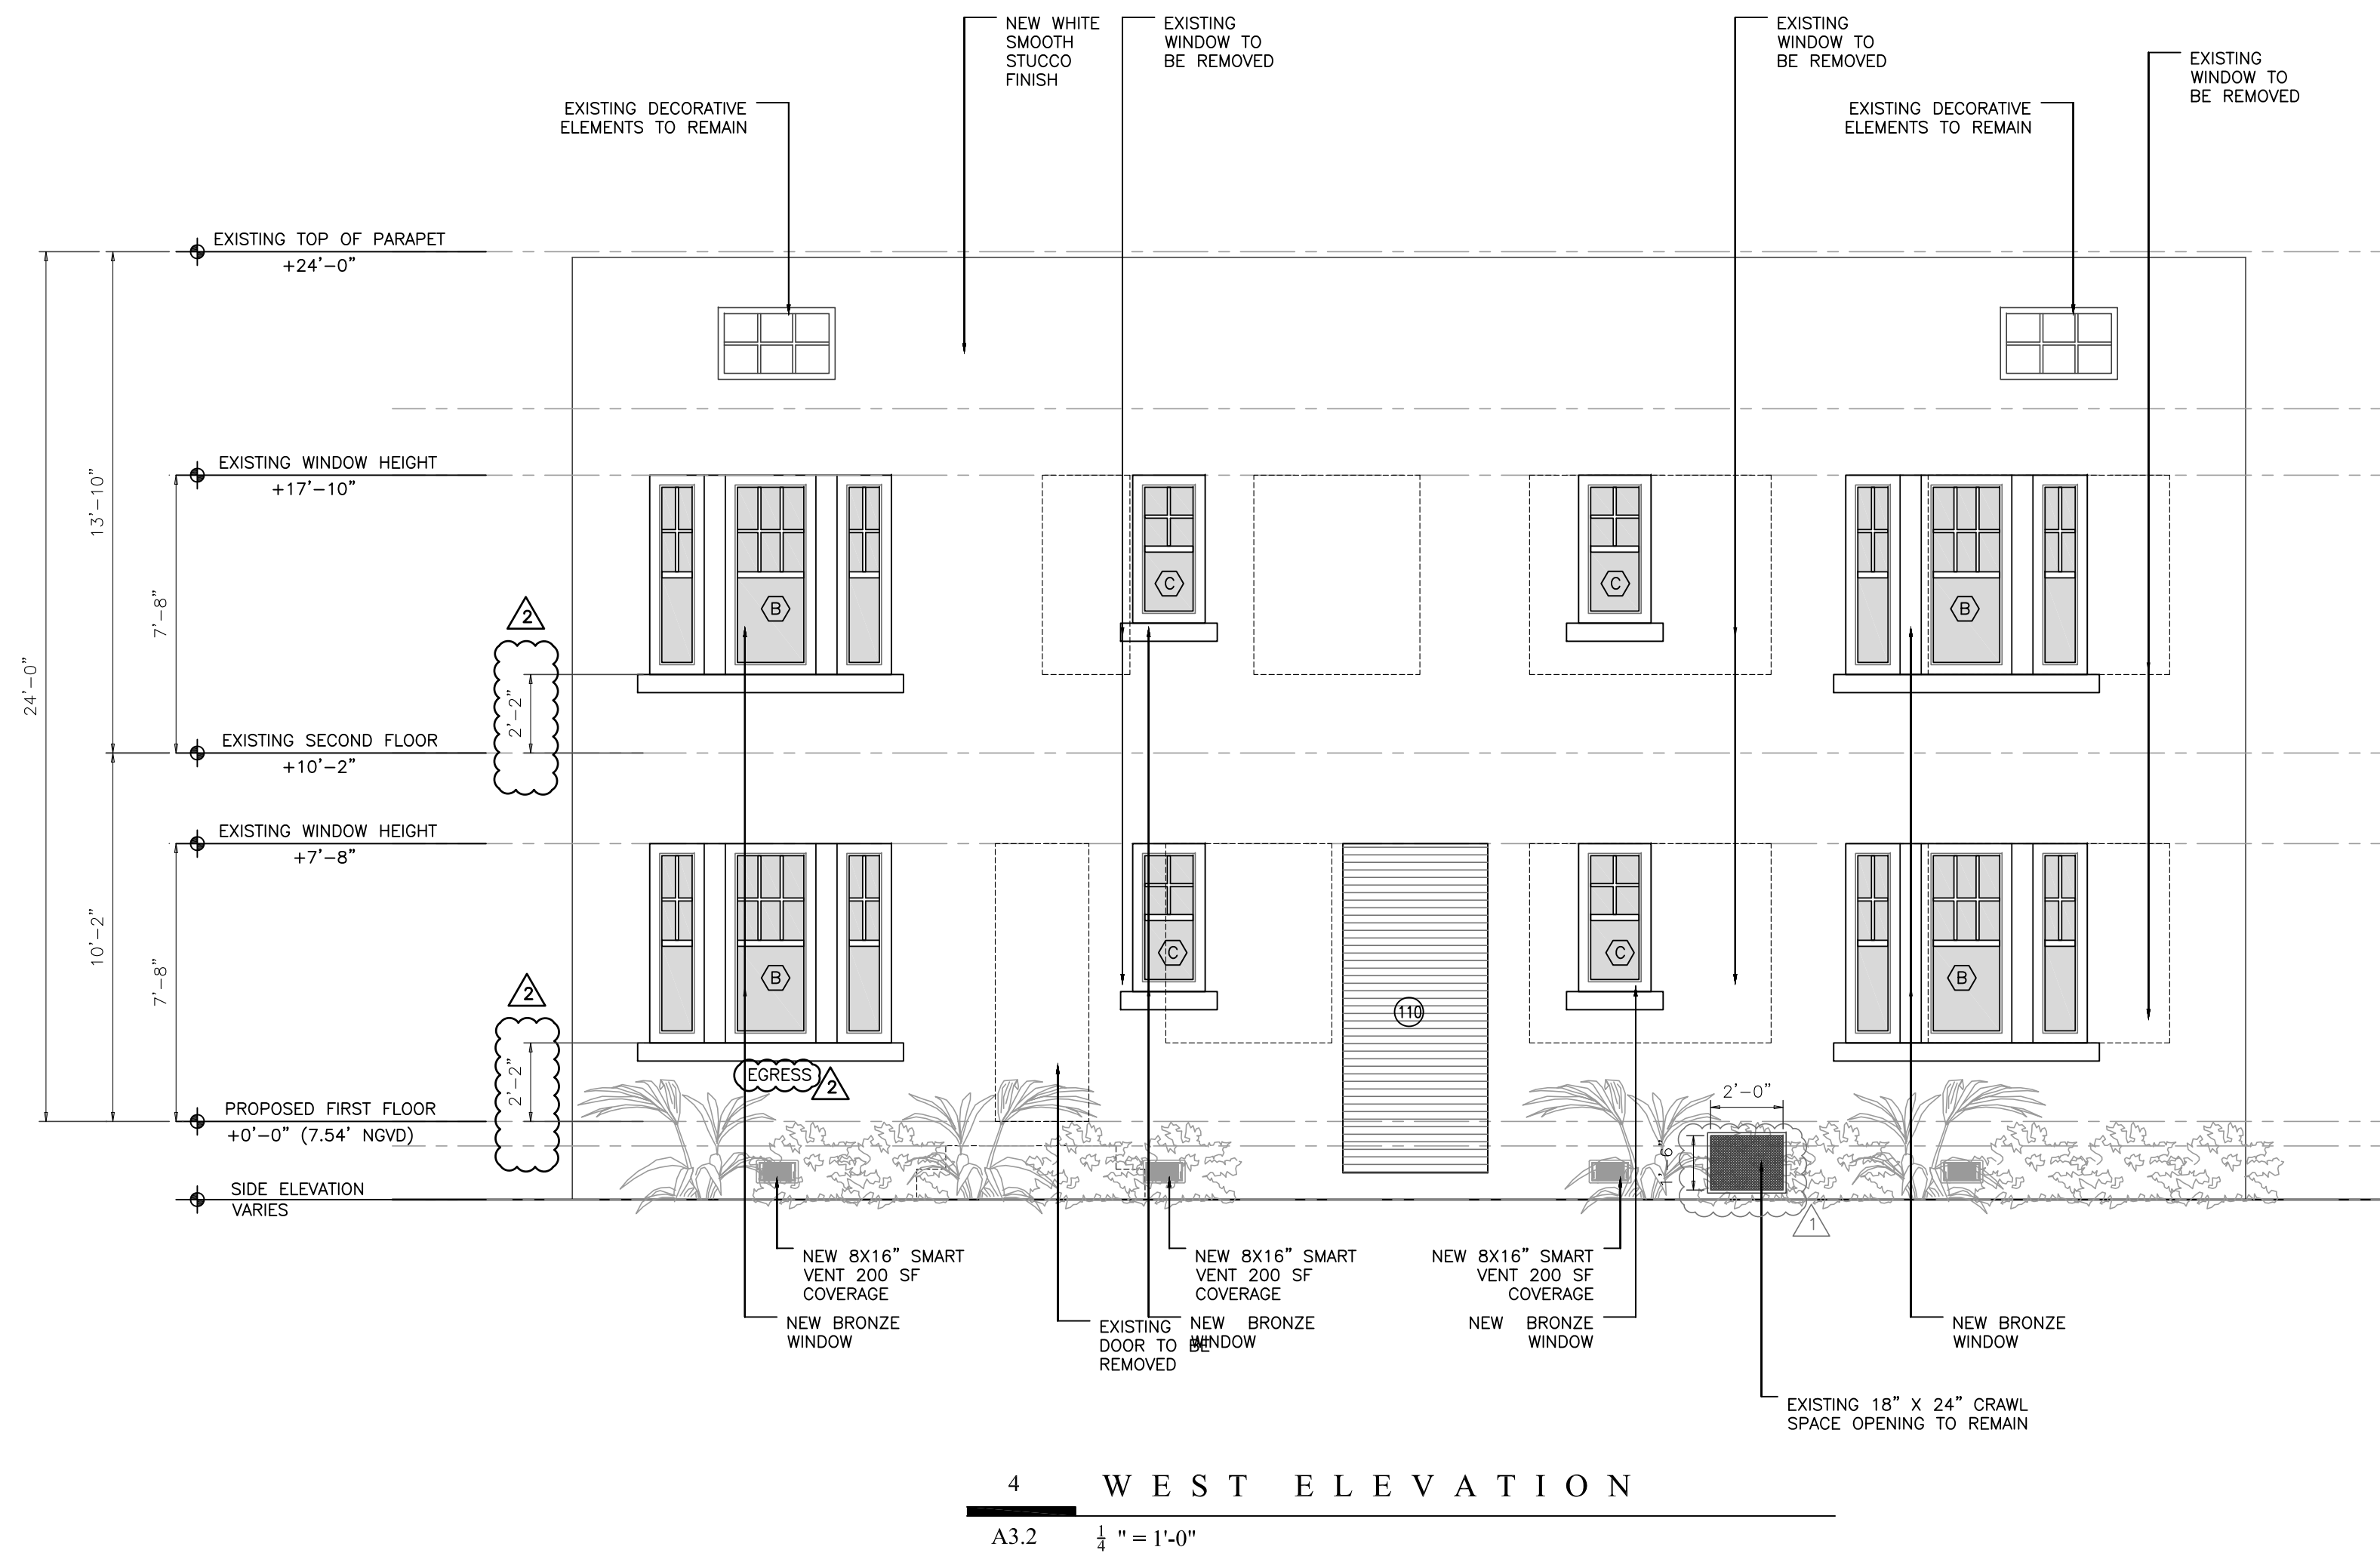 NEW WHITE
SMOOTH
STUCCO
FINISH
EXISTING
WINDOW TO
BE REMOVED
EXISTING
WINDOW TO
BE REMOVED
EXISTING
WINDOW TO
BE REMOVED
EXISTING DECORATIVE
ELEMENTS TO REMAIN
EXISTING DECORATIVE
ELEMENTS TO REMAIN
EXISTING TOP OF PARAPET
+24'-0"
EXISTING WINDOW HEIGHT
+17'-10"
13'-10"
7'-8"
24'-0"
2
2'-2"
B
C
C
B
EXISTING SECOND FLOOR
+10'-2"
EXISTING WINDOW HEIGHT
+7'-8"
10'-2"
7'-8"
2
2'-2"
B
C
110
C
B
EGRESS
2
PROPOSED FIRST FLOOR
+0'-0" (7.54' NGVD)
2'-0"
'-6"
1
SIDE ELEVATION
VARIES
NEW 8X16" SMART
VENT 200 SF
COVERAGE
NEW 8X16" SMART
VENT 200 SF
COVERAGE
NEW 8X16" SMART
VENT 200 SF
COVERAGE
NEW BRONZE
WINDOW
EXISTING
DOOR TO BE
REMOVED
NEW BRONZE
WINDOW
NEW BRONZE
WINDOW
NEW BRONZE
WINDOW
EXISTING 18" X 24" CRAWL
SPACE OPENING TO REMAIN
4 WEST ELEVATION
A3.2 1/4 " = 1'-0"